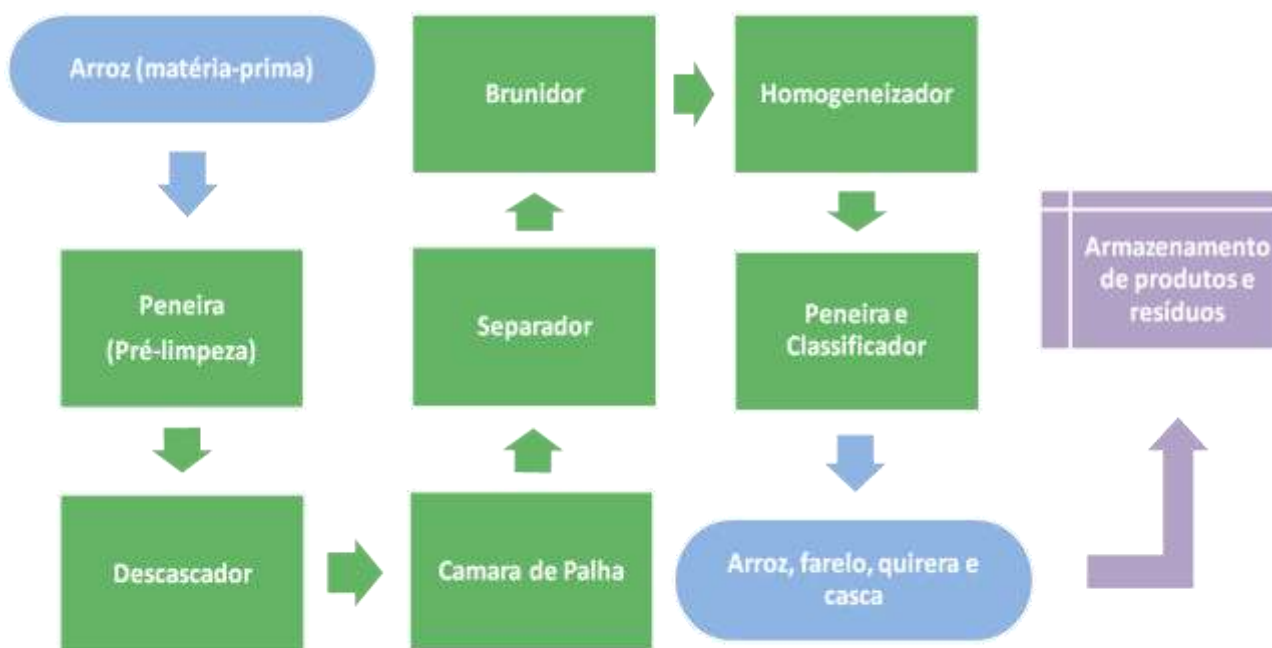 Arroz (matéria-prima)
Peneira
(Pré-limpeza)
Descascador
Camara de Palha
Separador
Brunidor
Homogeneizador
Peneira e
Classificador
Arroz, farelo, quirera e
casca
Armazenamento
de produtos e
resíduos